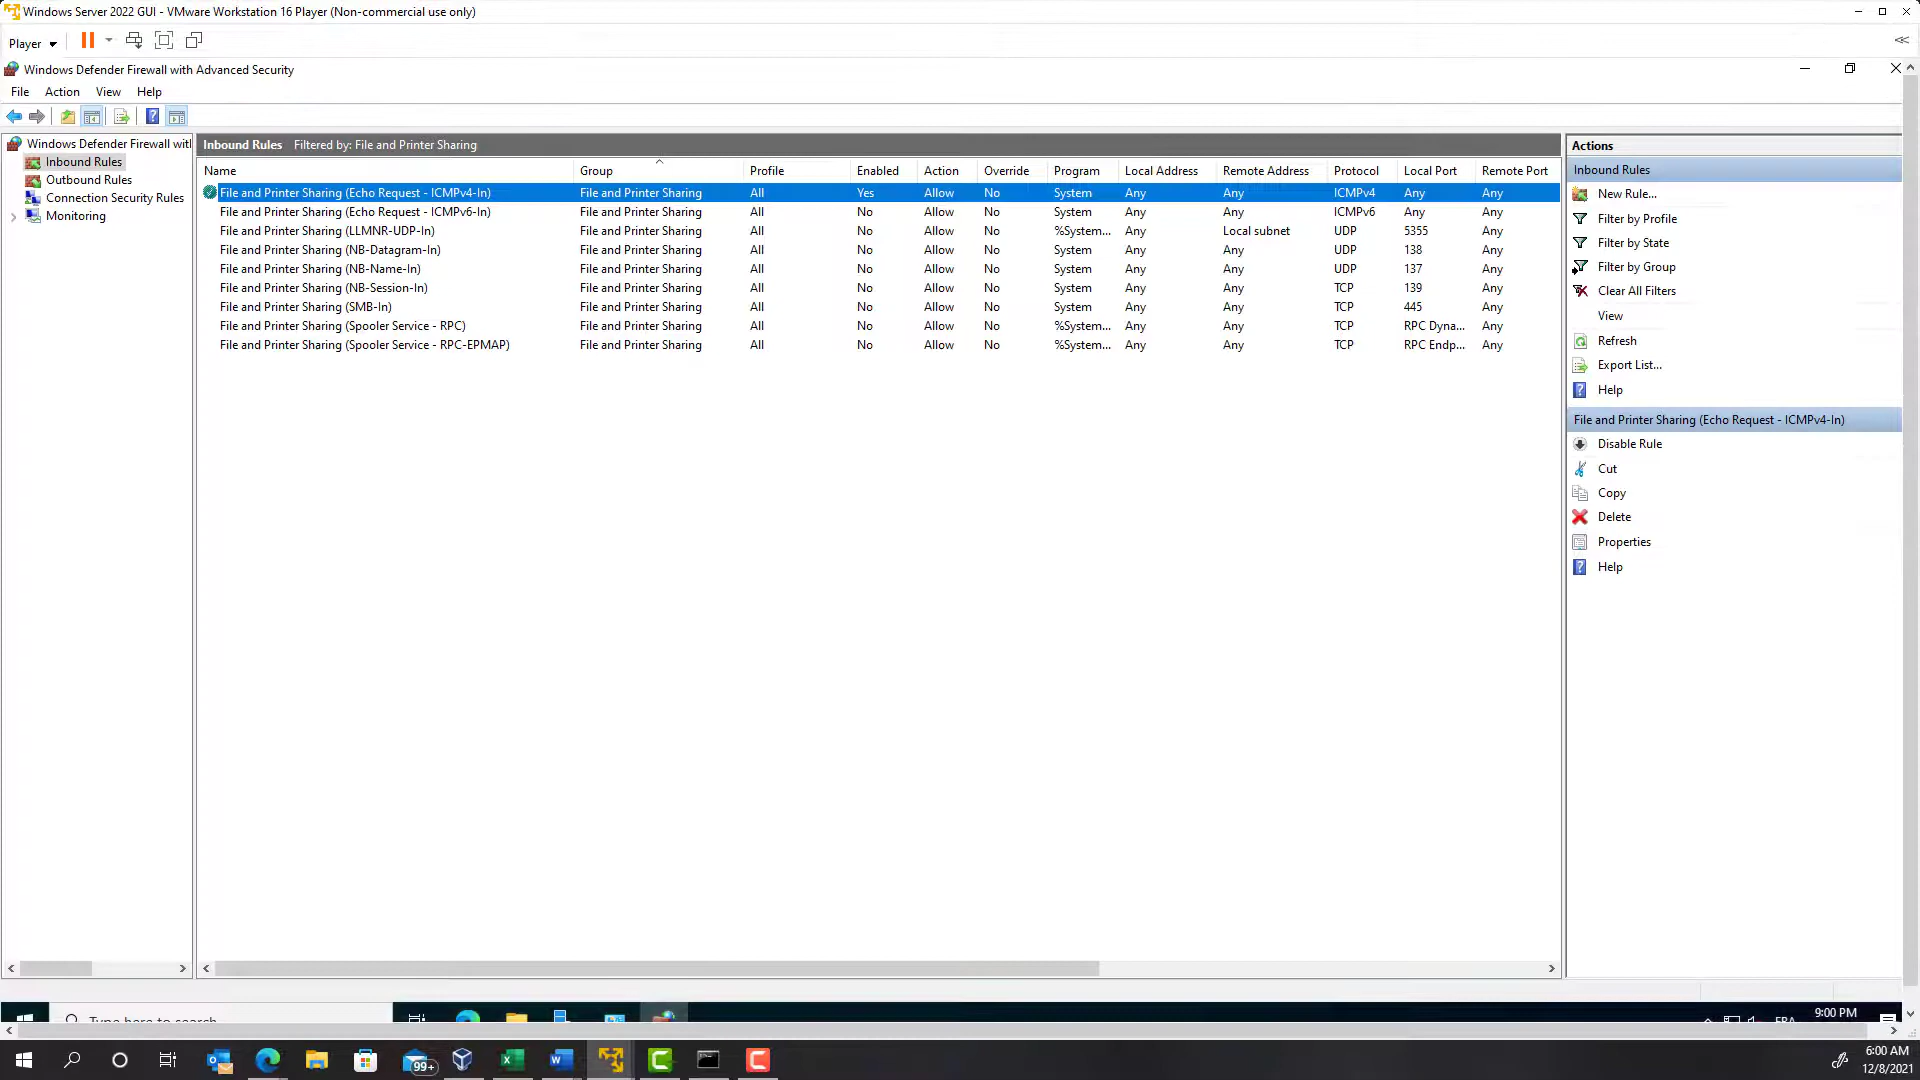 Windows Server 2022 GUI - VMware Workstation 16 Player (Non-commercial use only)
Player
Windows Defender Firewall with Advanced Security
File Action View Help
Windows Defender Firewall wit
Inbound Rules
Outbound Rules
Connection Security Rules
Monitoring
Inbound Rules Filtered by: File and Printer Sharing
Name Group Profile Enabled Action Override Program Local Address Remote Address Protocol Local Port Remote Port
File and Printer Sharing (Echo Request - ICMPv4-In) File and Printer Sharing All Yes Allow No System Any Any ICMPv4 Any Any
File and Printer Sharing (Echo Request - ICMPv6-In) File and Printer Sharing All No Allow No System Any Any ICMPv6 Any Any
File and Printer Sharing (LLMNR-UDP-In) File and Printer Sharing All No Allow No %System... Any Local subnet UDP 5355 Any
File and Printer Sharing (NB-Datagram-In) File and Printer Sharing All No Allow No System Any Any UDP 138 Any
File and Printer Sharing (NB-Name-In) File and Printer Sharing All No Allow No System Any Any UDP 137 Any
File and Printer Sharing (NB-Session-In) File and Printer Sharing All No Allow No System Any Any TCP 139 Any
File and Printer Sharing (SMB-In) File and Printer Sharing All No Allow No System Any Any TCP 445 Any
File and Printer Sharing (Spooler Service - RPC) File and Printer Sharing All No Allow No %System... Any Any TCP RPC Dyna... Any
File and Printer Sharing (Spooler Service - RPC-EPMAP) File and Printer Sharing All No Allow No %System... Any Any TCP RPC Endp... Any
Actions
Inbound Rules
New Rule...
Filter by Profile
Filter by State
Filter by Group
Clear All Filters
View
Refresh
Export List...
Help
File and Printer Sharing (Echo Request - ICMPv4-In)
Disable Rule
Cut
Copy
Delete
Properties
Help
Type here to search
FRA
9:00 PM
99+
6:00 AM
12/8/2021